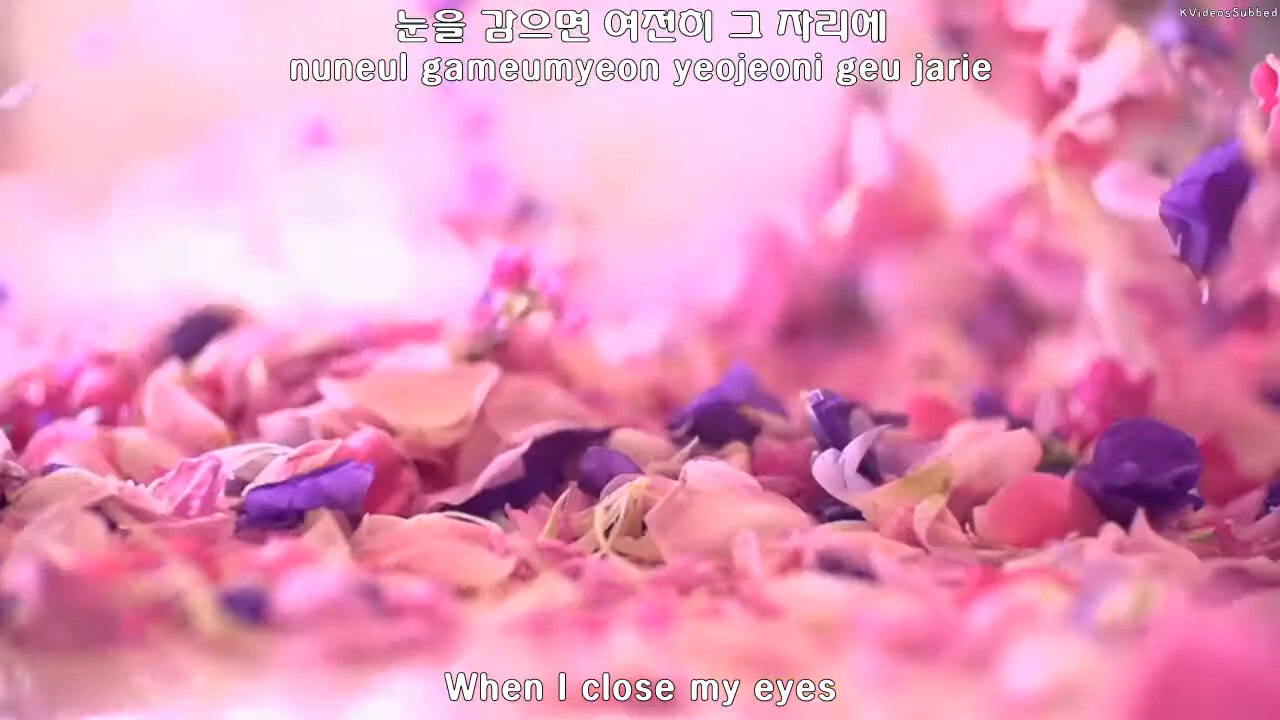 KVideosSubbed
눈을 감으면 여전히 그 자리에
nuneul gameumyeon yeojeoni geu jarie
When I close my eyes